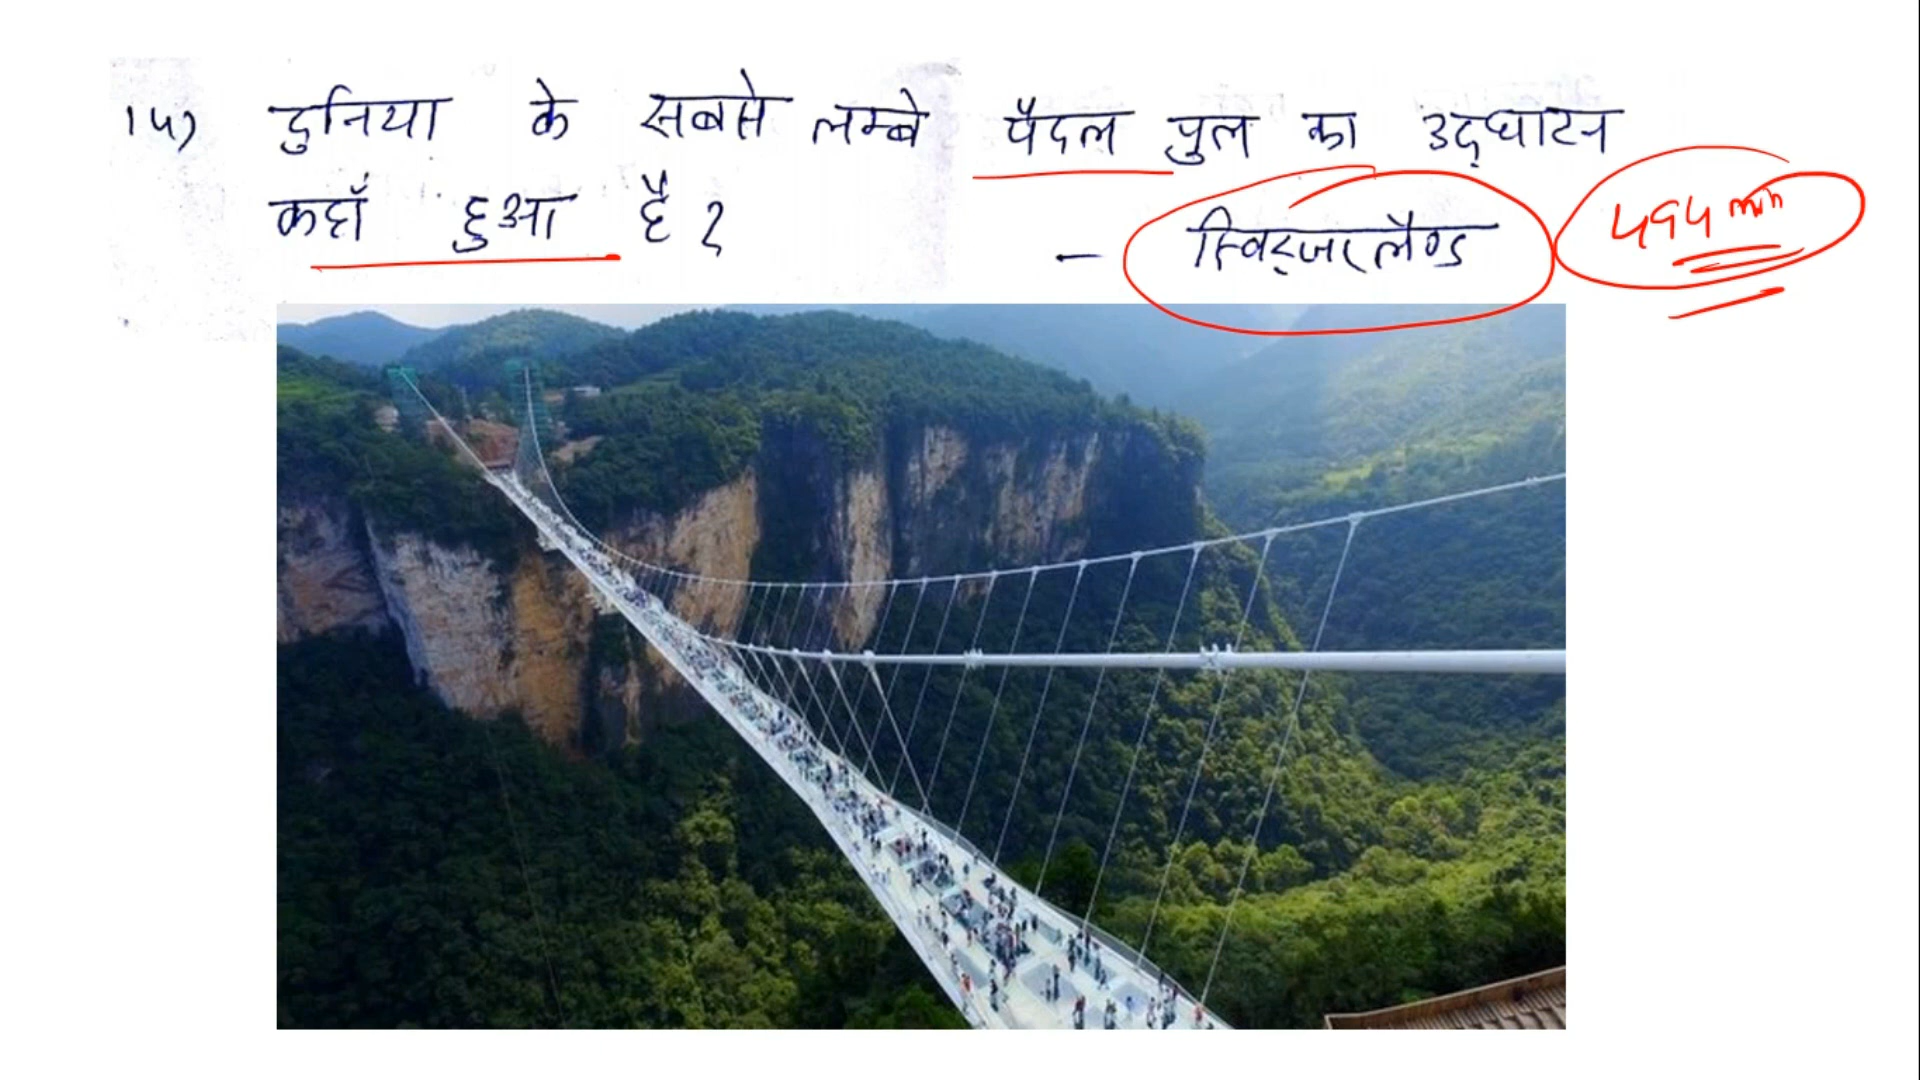 15) दुनिया के सबसे लम्बे पैदल पुल का उद्घाटन
कहाँ हुआ है?
- स्विट्जरलैण्ड
494